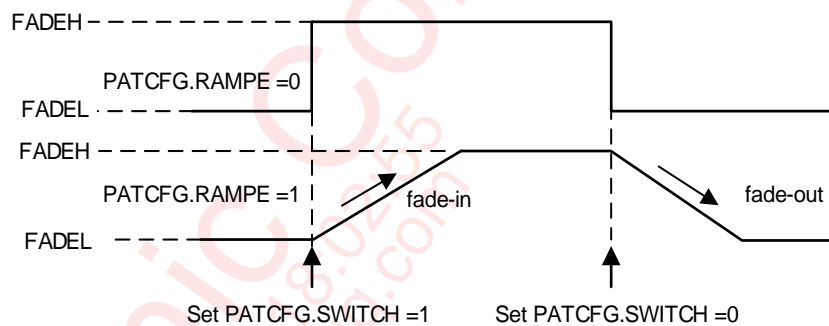 FADEH
PATCFG.RAMPE =0
FADEL
FADEH
PATCFG.RAMPE =1
fade-in
fade-out
FADEL
Set PATCFG.SWITCH =1
Set PATCFG.SWITCH =0